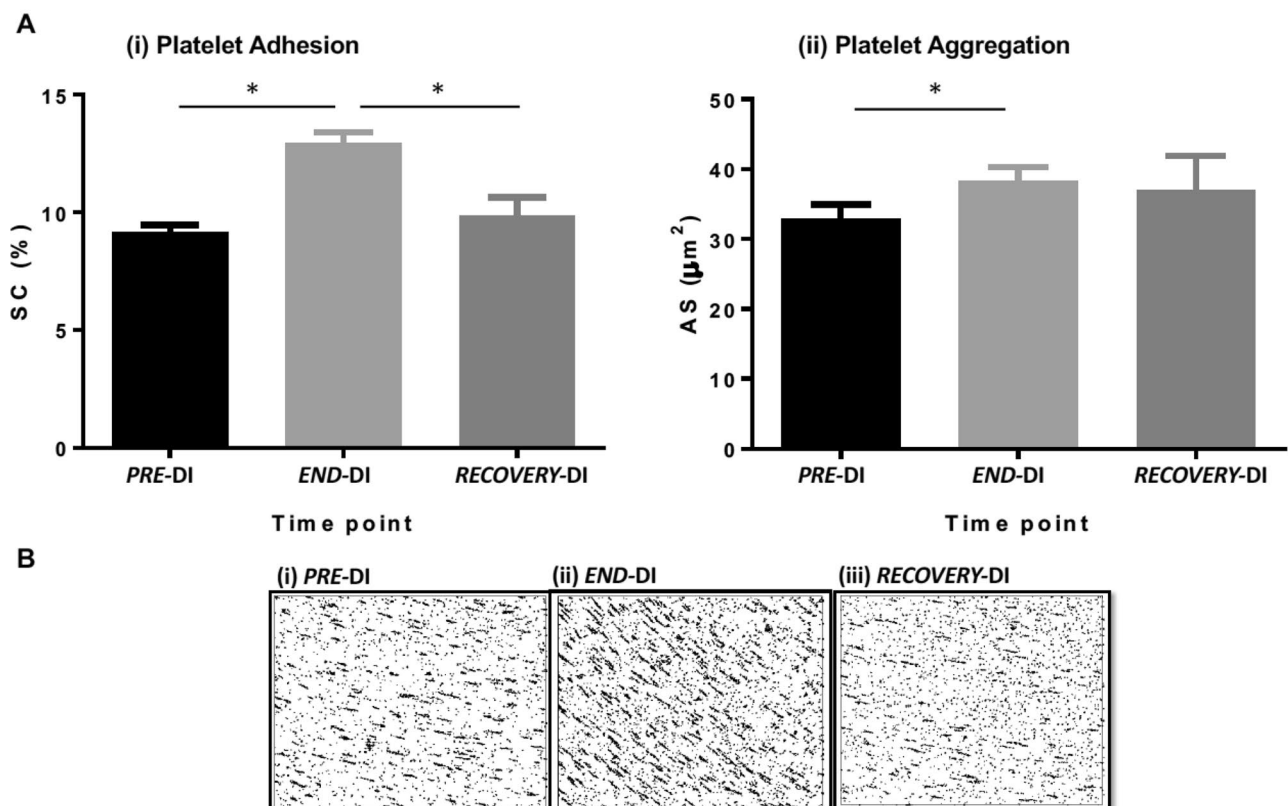 A
(i) Platelet Adhesion
SC (%)
15
10
5
0
*
*
PRE-DI
END-DI
RECOVERY-DI
Time point
(ii) Platelet Aggregation
AS (μm²)
50
40
30
20
10
0
*
PRE-DI
END-DI
RECOVERY-DI
Time point
B
(i) PRE-DI
(ii) END-DI
(iii) RECOVERY-DI